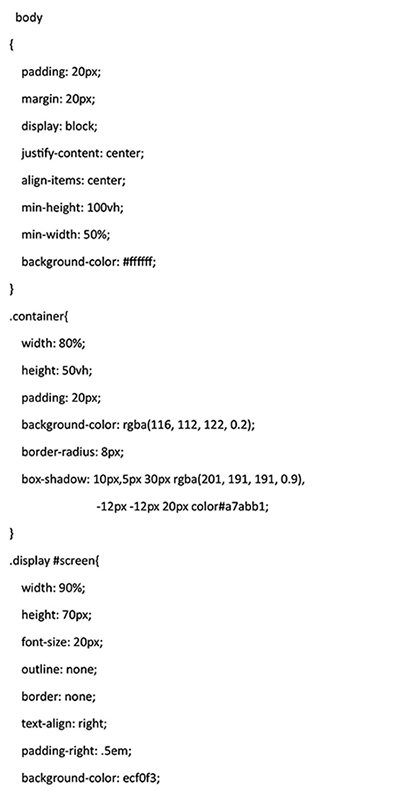 body
{
padding: 20px;
margin: 20px;
display: block;
justify-content: center;
align-items: center;
min-height: 100vh;
min-width: 50%;
background-color: #ffffff;
}
.container{
width: 80%;
height: 50vh;
padding: 20px;
background-color: rgba(116, 112, 122, 0.2);
border-radius: 8px;
box-shadow: 10px,5px 30px rgba(201, 191, 191, 0.9),
-12px -12px 20px color#a7abb1;
}
.display #screen{
width: 90%;
height: 70px;
font-size: 20px;
outline: none;
border: none;
text-align: right;
padding-right: .5em;
background-color: ecf0f3;